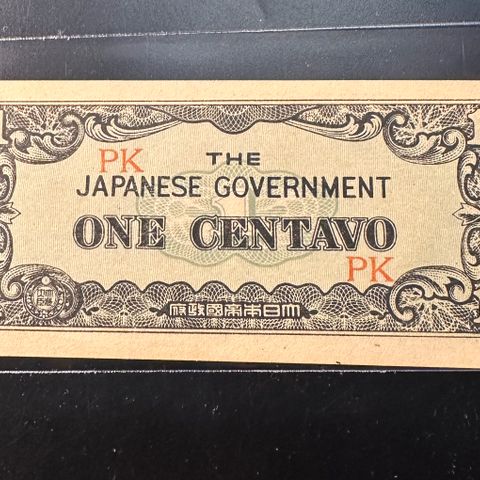 PK THE
JAPANESE GOVERNMENT
ONE CENTAVO
PK
大日本帝國政府